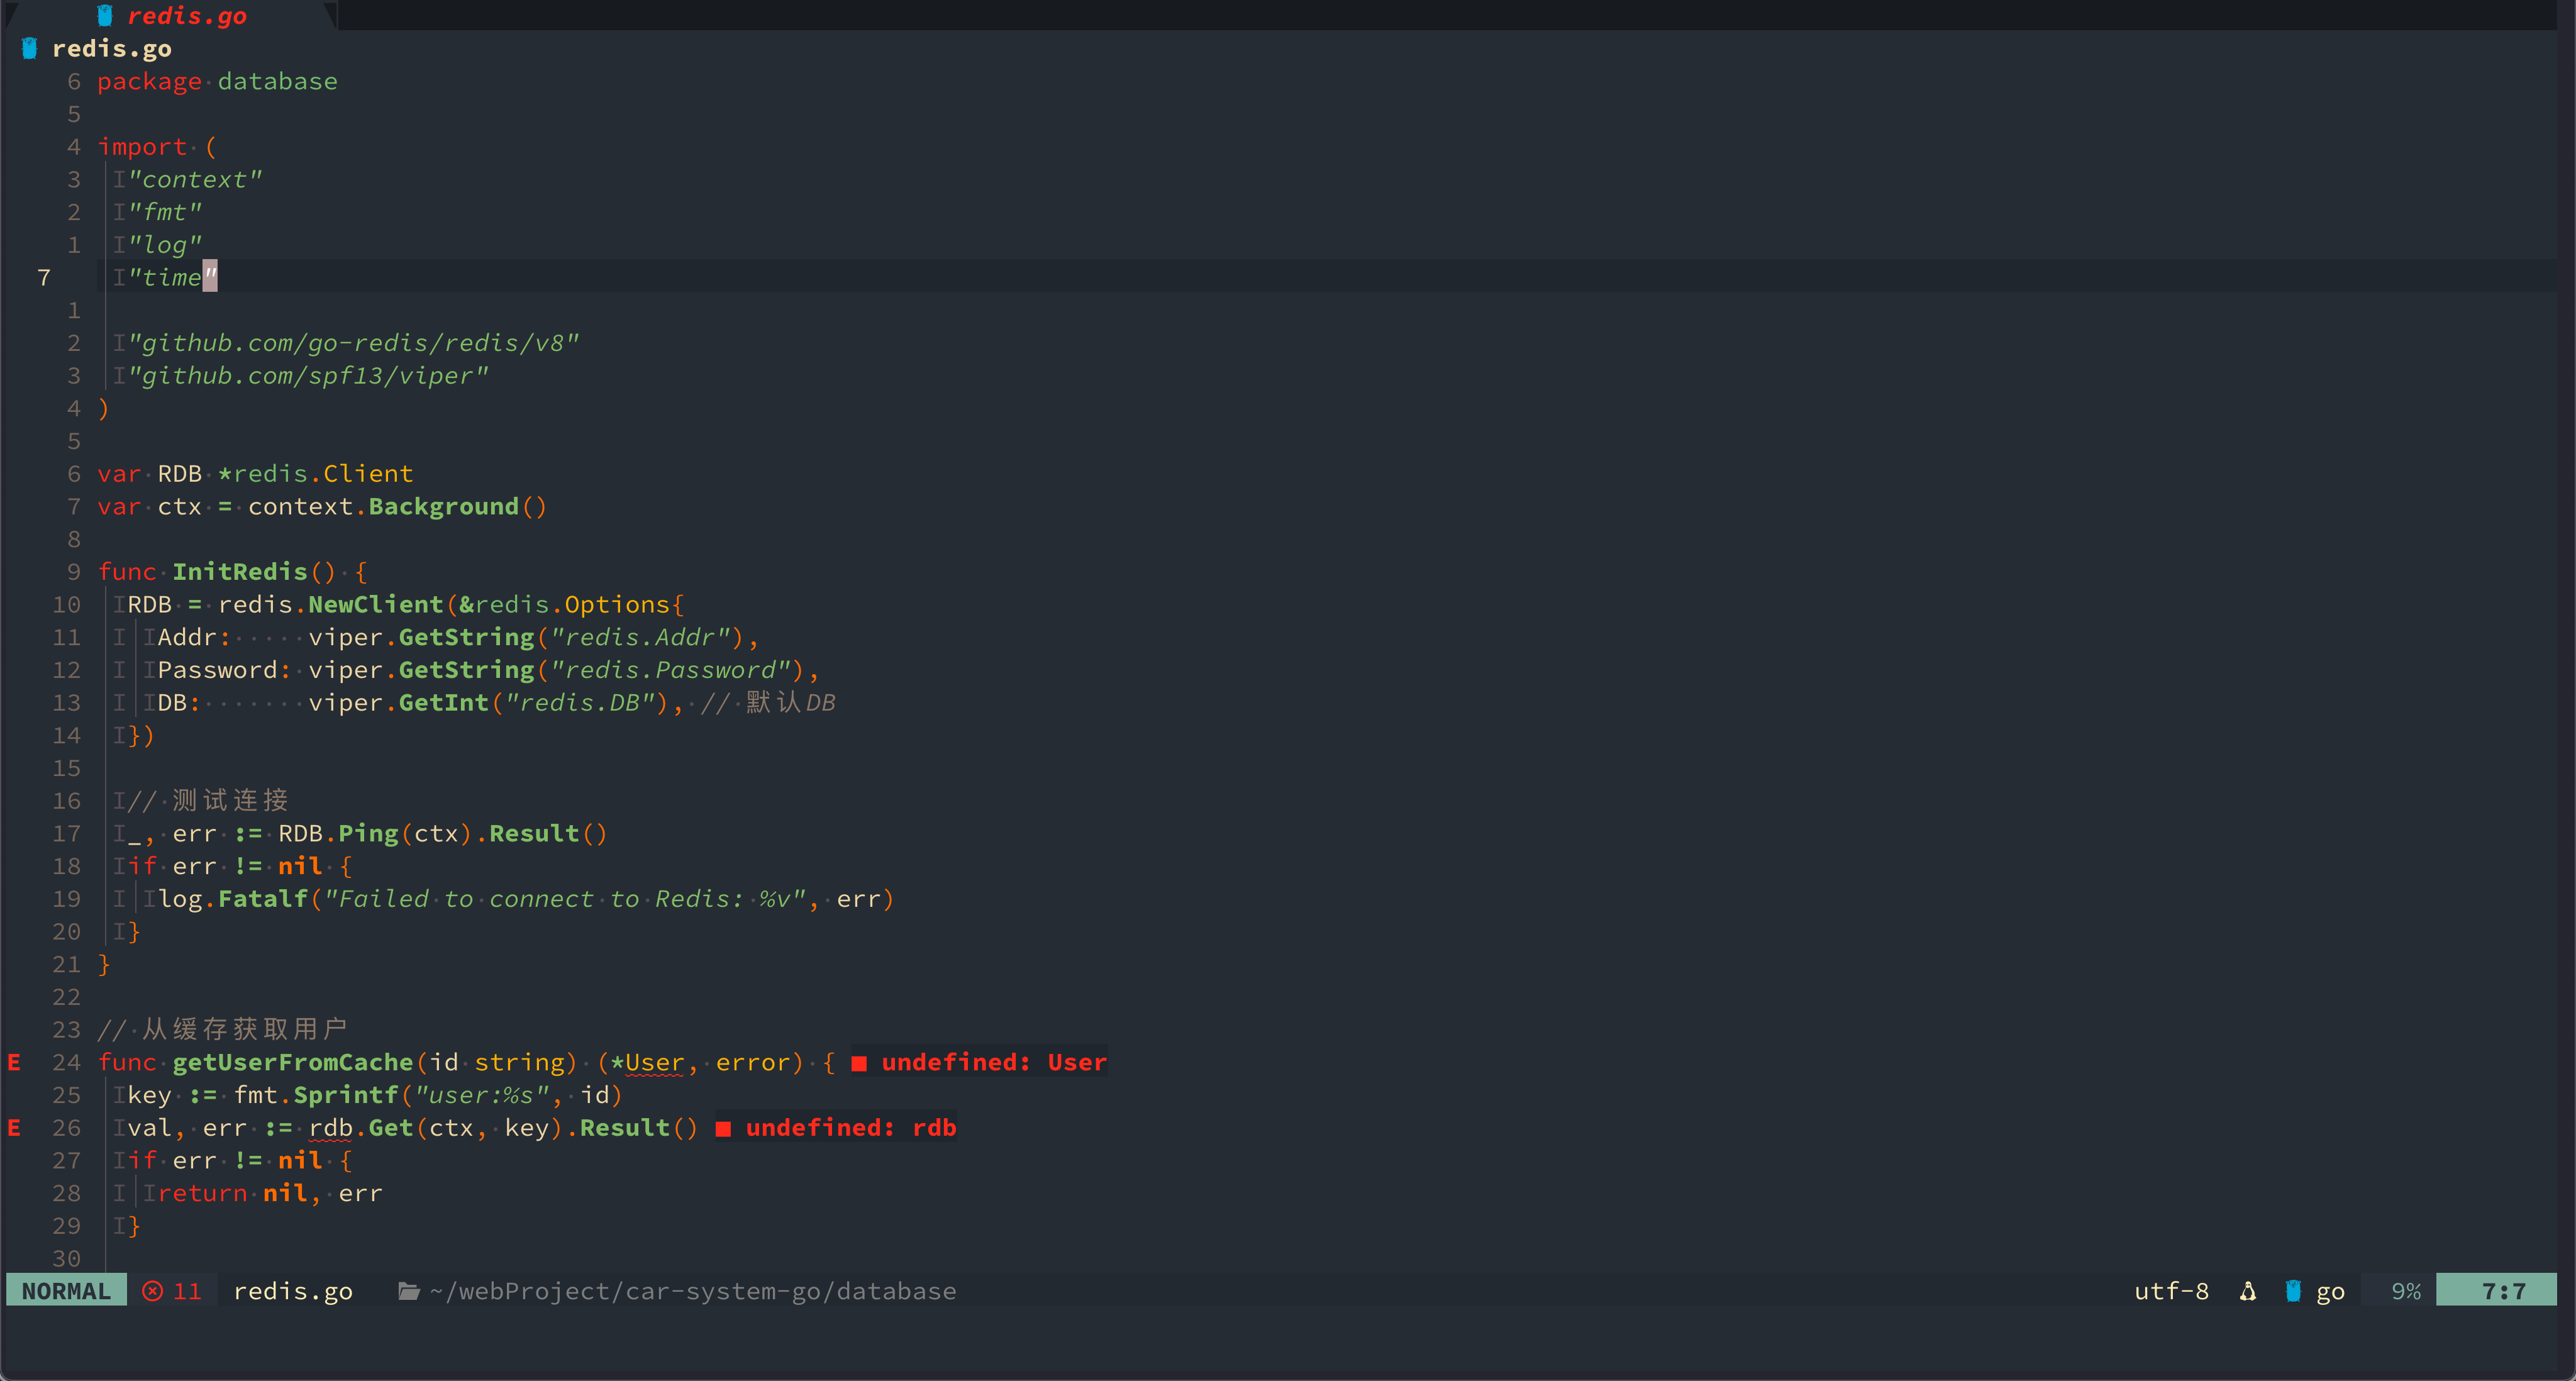 redis.go
redis.go
6 package database
5
4 import (
3 "context"
2 "fmt"
1 "log"
7 "time"
1
2 "github.com/go-redis/redis/v8"
3 "github.com/spf13/viper"
4 )
5
6 var RDB *redis.Client
7 var ctx = context.Background()
8
9 func InitRedis() {
10 RDB = redis.NewClient(&redis.Options{
11 Addr:     viper.GetString("redis.Addr"),
12 Password: viper.GetString("redis.Password"),
13 DB:       viper.GetInt("redis.DB"), // 默认DB
14 })
15
16 // 测试连接
17 _, err := RDB.Ping(ctx).Result()
18 if err != nil {
19 log.Fatalf("Failed to connect to Redis: %v", err)
20 }
21 }
22
23 // 从缓存获取用户
E 24 func getUserFromCache(id string) (*User, error) { ■ undefined: User
25 key := fmt.Sprintf("user:%s", id)
E 26 val, err := rdb.Get(ctx, key).Result() ■ undefined: rdb
27 if err != nil {
28 return nil, err
29 }
30
NORMAL 11 redis.go ~/webProject/car-system-go/database utf-8 go 9% 7:7